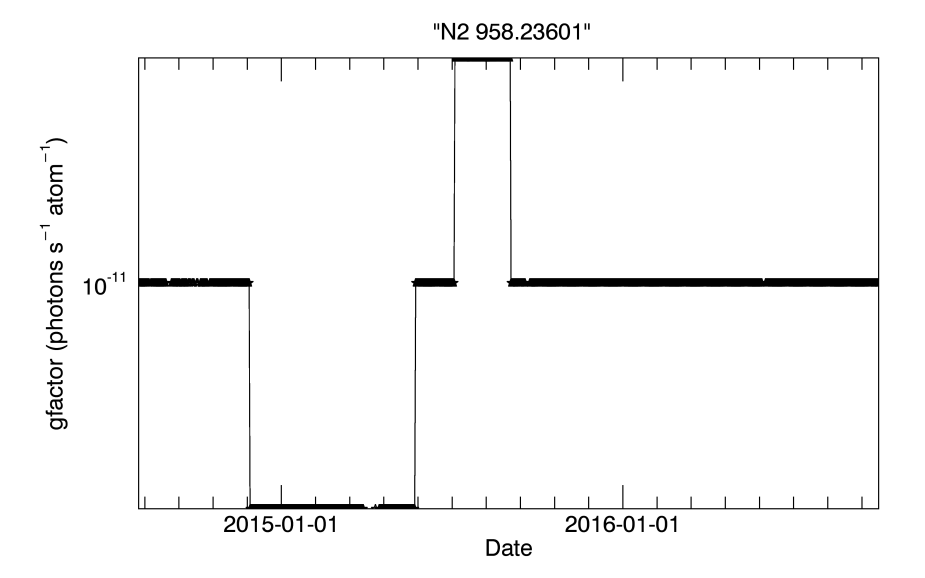 "N2 958.23601"
gfactor (photons s⁻¹ atom⁻¹)
10⁻¹¹
2015-01-01
2016-01-01
Date